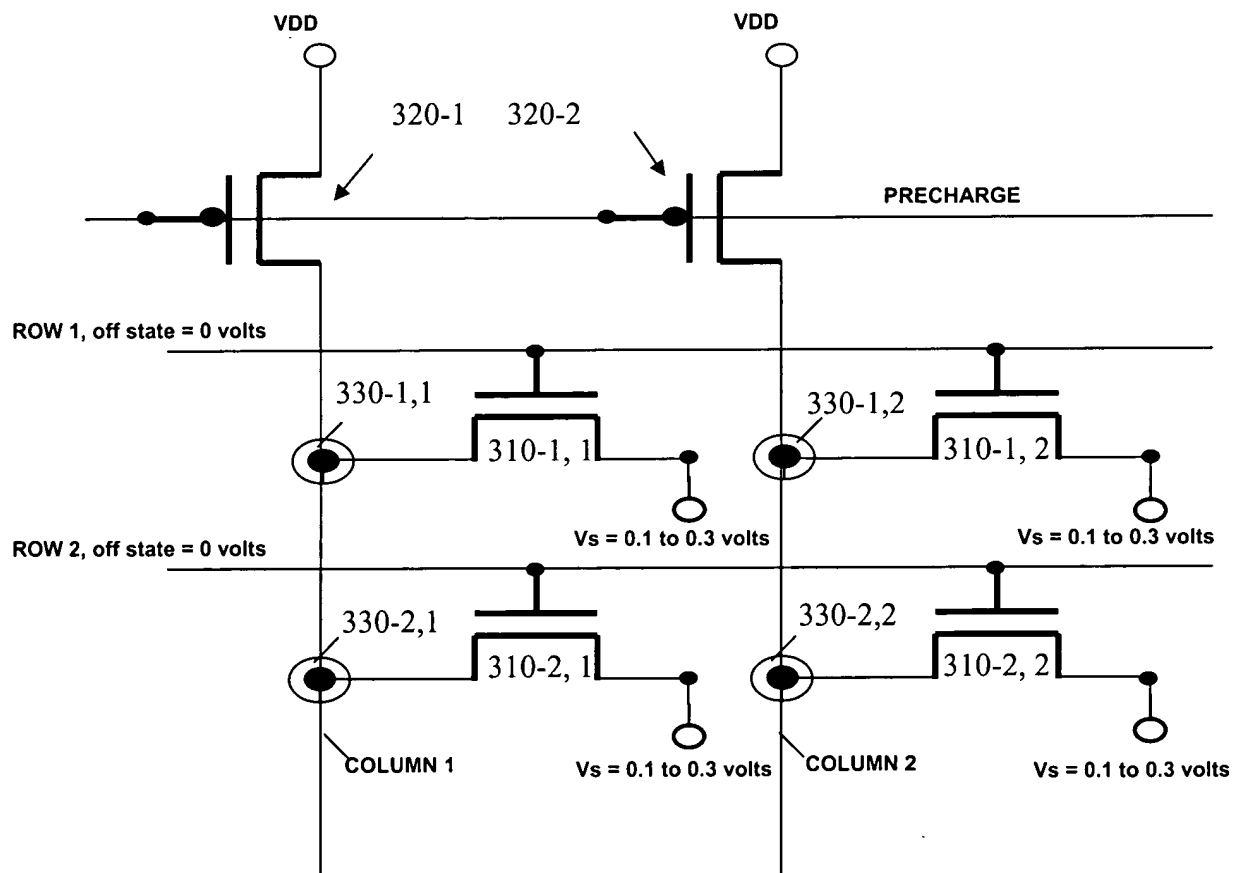 VDD VDD
320-1 320-2
PRECHARGE
ROW 1, off state = 0 volts
330-1,1 330-1,2
310-1, 1 310-1, 2
Vs = 0.1 to 0.3 volts Vs = 0.1 to 0.3 volts
ROW 2, off state = 0 volts
330-2,1 330-2,2
310-2, 1 310-2, 2
COLUMN 1 Vs = 0.1 to 0.3 volts COLUMN 2 Vs = 0.1 to 0.3 volts